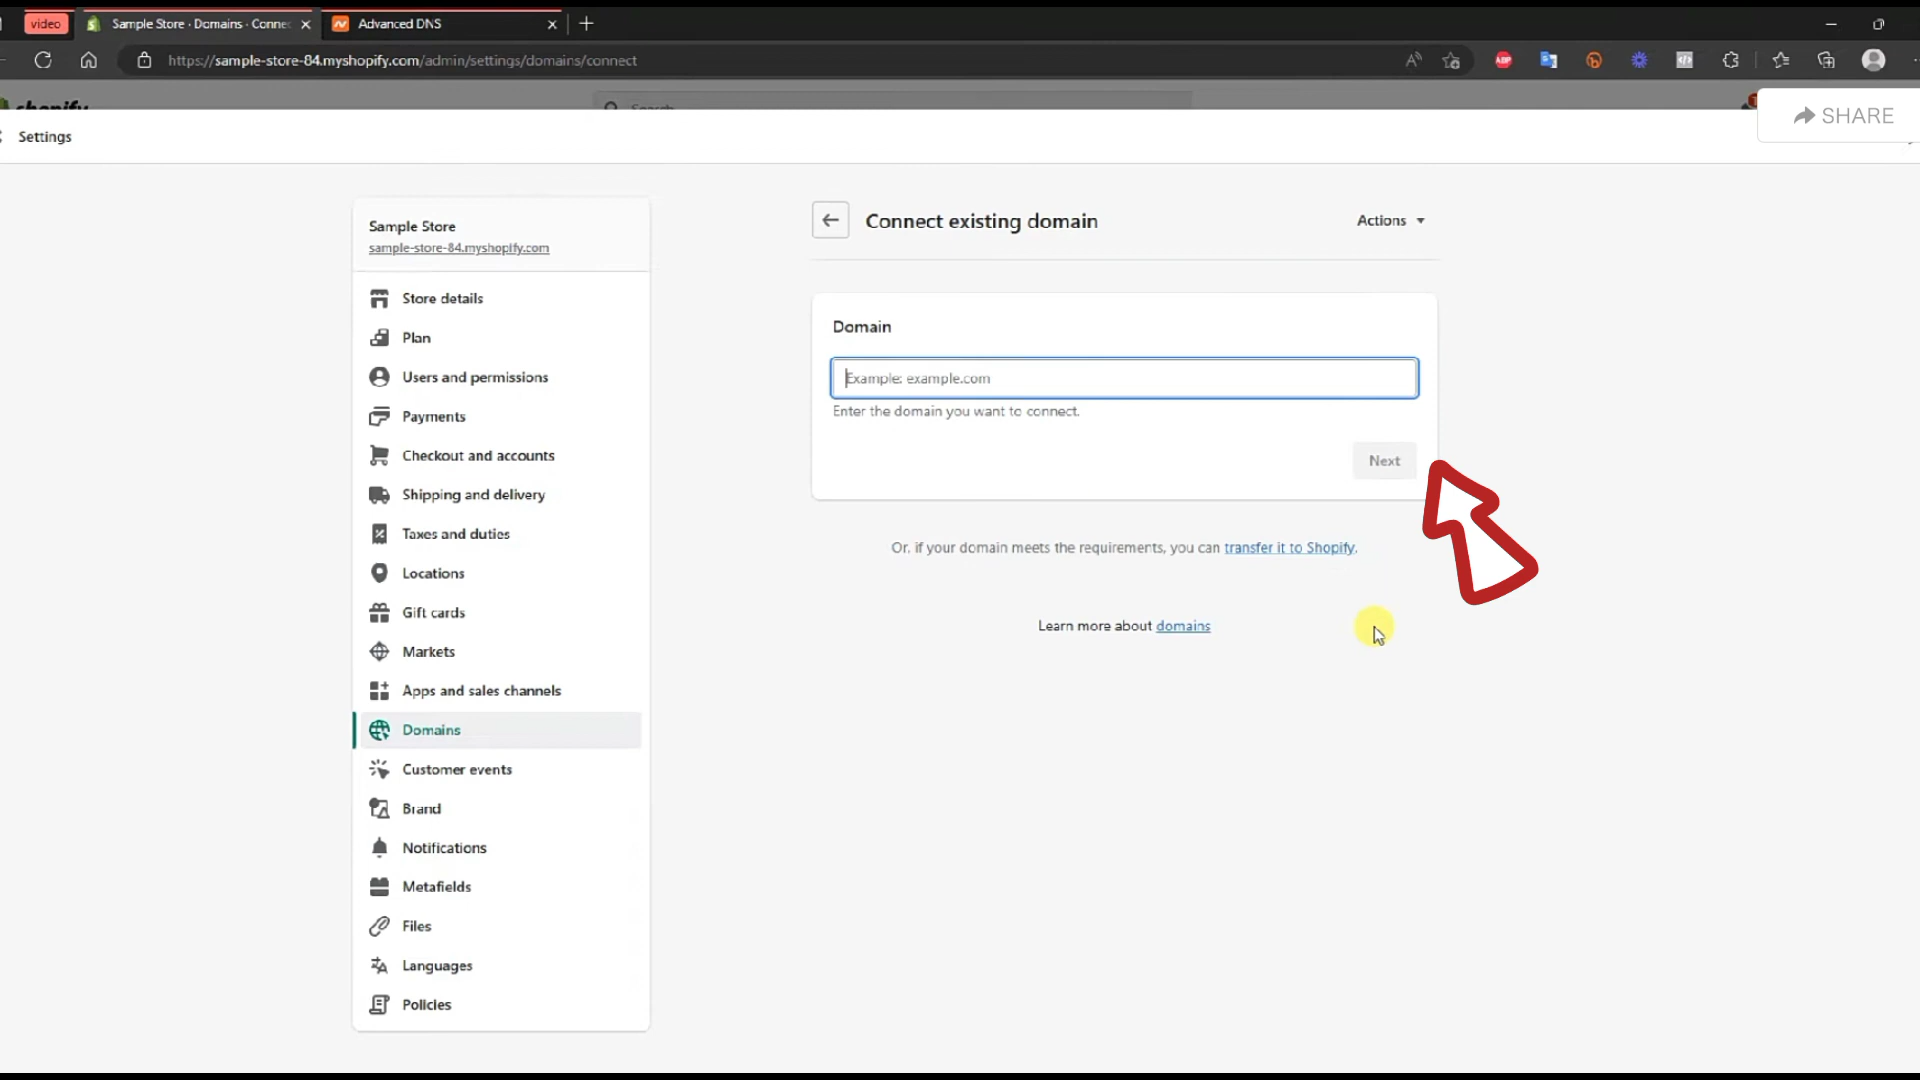 video
Sample Store · Domains · Connec
Advanced DNS
https://sample-store-84.myshopify.com/admin/settings/domains/connect
shopify
Search
SHARE
Settings
Sample Store
sample-store-84.myshopify.com
Connect existing domain
Actions
Store details
Plan
Users and permissions
Payments
Checkout and accounts
Shipping and delivery
Taxes and duties
Locations
Gift cards
Markets
Apps and sales channels
Domains
Customer events
Brand
Notifications
Metafields
Files
Languages
Policies
Domain
Example: example.com
Enter the domain you want to connect.
Next
Or, if your domain meets the requirements, you can transfer it to Shopify.
Learn more about domains